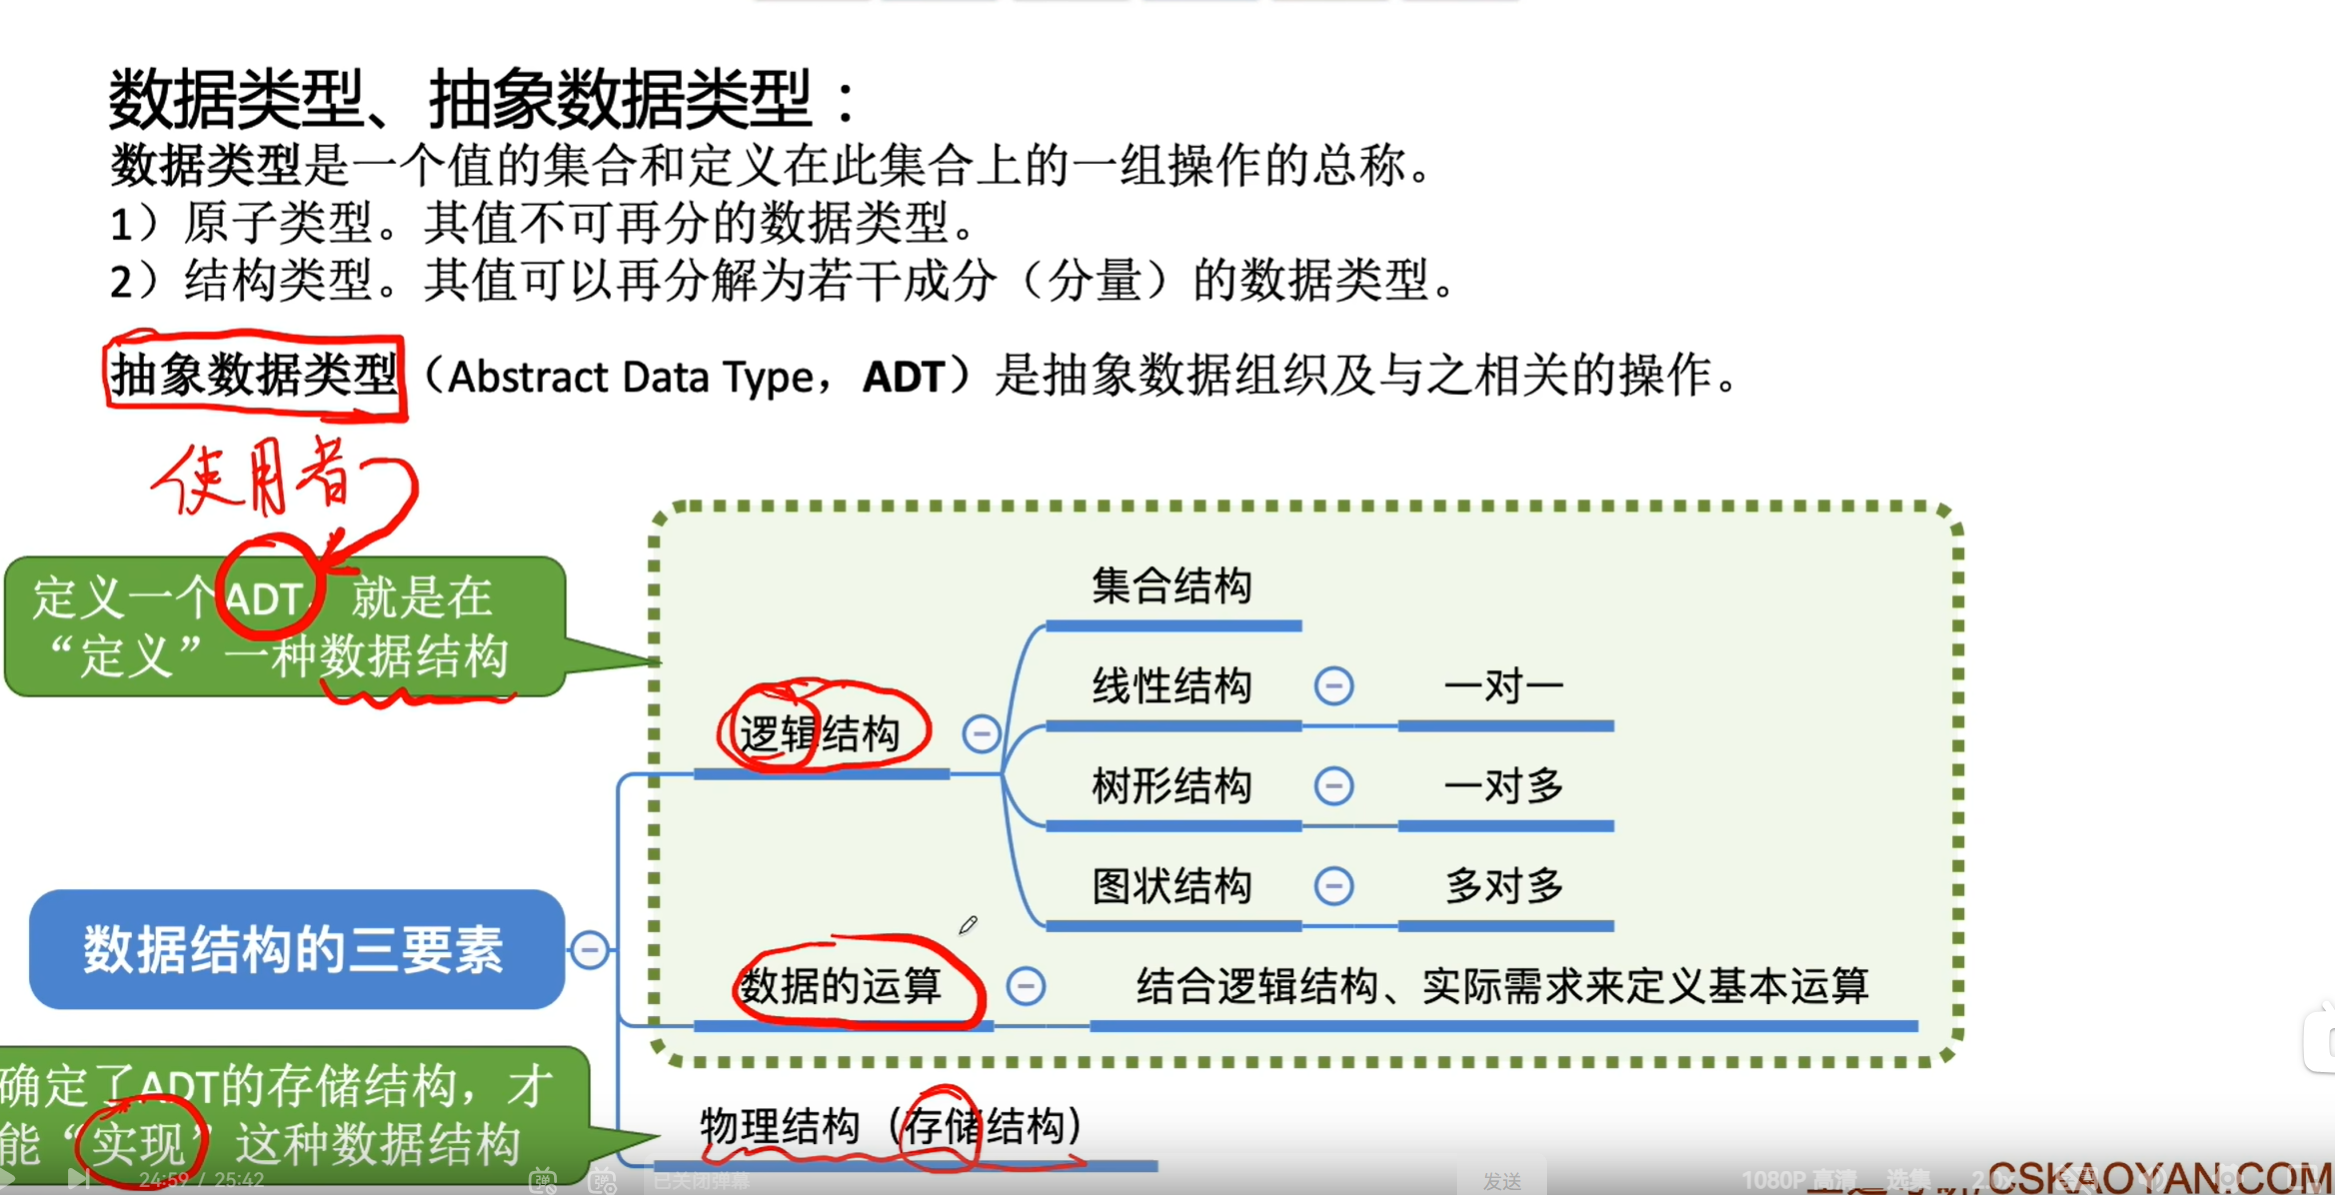 数据类型、抽象数据类型：
数据类型是一个值的集合和定义在此集合上的一组操作的总称。
1）原子类型。其值不可再分的数据类型。
2）结构类型。其值可以再分解为若干成分（分量）的数据类型。
抽象数据类型（Abstract Data Type，ADT）是抽象数据组织及与之相关的操作。
使用者
定义一个ADT，就是在
“定义”一种数据结构
集合结构
线性结构 一对一
逻辑结构
树形结构 一对多
图状结构 多对多
数据结构的三要素
数据的运算 结合逻辑结构、实际需求来定义基本运算
确定了ADT的存储结构，才
能“实现”这种数据结构
物理结构（存储结构）
24:59 / 25:42 已关闭弹幕 发送 1080P 高清 选集
CSKAOYAN.COM